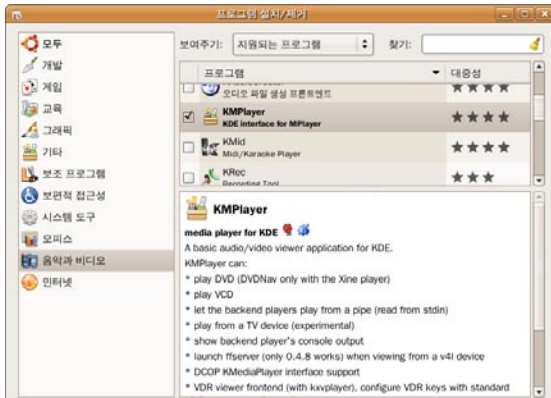 프로그램 설치/제거
모두
개발
게임
교육
그래픽
기타
보조 프로그램
보편적 접근성
시스템 도구
오피스
음악과 비디오
인터넷
보여주기: 지원되는 프로그램 찾기:
프로그램 대중성
오디오 파일 생성 프론트엔드
KMPlayer
KDE interface for MPlayer
KMid
Midi/Karaoke Player
KRec
Recording Tool
KMPlayer
media player for KDE
A basic audio/video viewer application for KDE.
KMPlayer can:
* play DVD (DVDNav only with the Xine player)
* play VCD
* let the backend players play from a pipe (read from stdin)
* play from a TV device (experimental)
* show backend player's console output
* launch ffserver (only 0.4.8 works) when viewing from a v4l device
* DCOP KMediaPlayer interface support
* VDR viewer frontend (with kxvplayer), configure VDR keys with standard